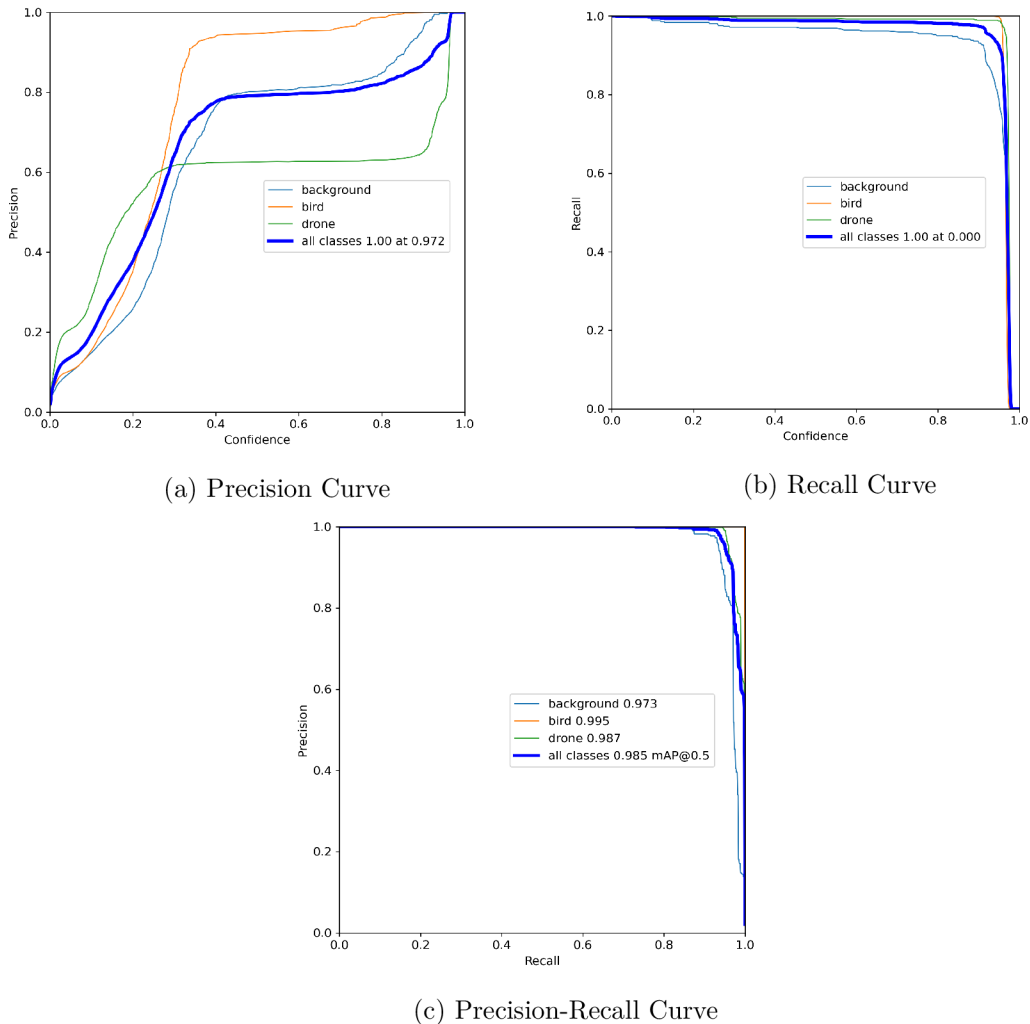 1.0
0.8
0.6
0.4
0.2
0.0
Precision
0.0 0.2 0.4 0.6 0.8 1.0
Confidence
background
bird
drone
all classes 1.00 at 0.972
(a) Precision Curve
1.0
0.8
0.6
0.4
0.2
0.0
Recall
0.0 0.2 0.4 0.6 0.8 1.0
Confidence
background
bird
drone
all classes 1.00 at 0.000
(b) Recall Curve
1.0
0.8
0.6
0.4
0.2
0.0
Precision
0.0 0.2 0.4 0.6 0.8 1.0
Recall
background 0.973
bird 0.995
drone 0.987
all classes 0.985 mAP@0.5
(c) Precision-Recall Curve